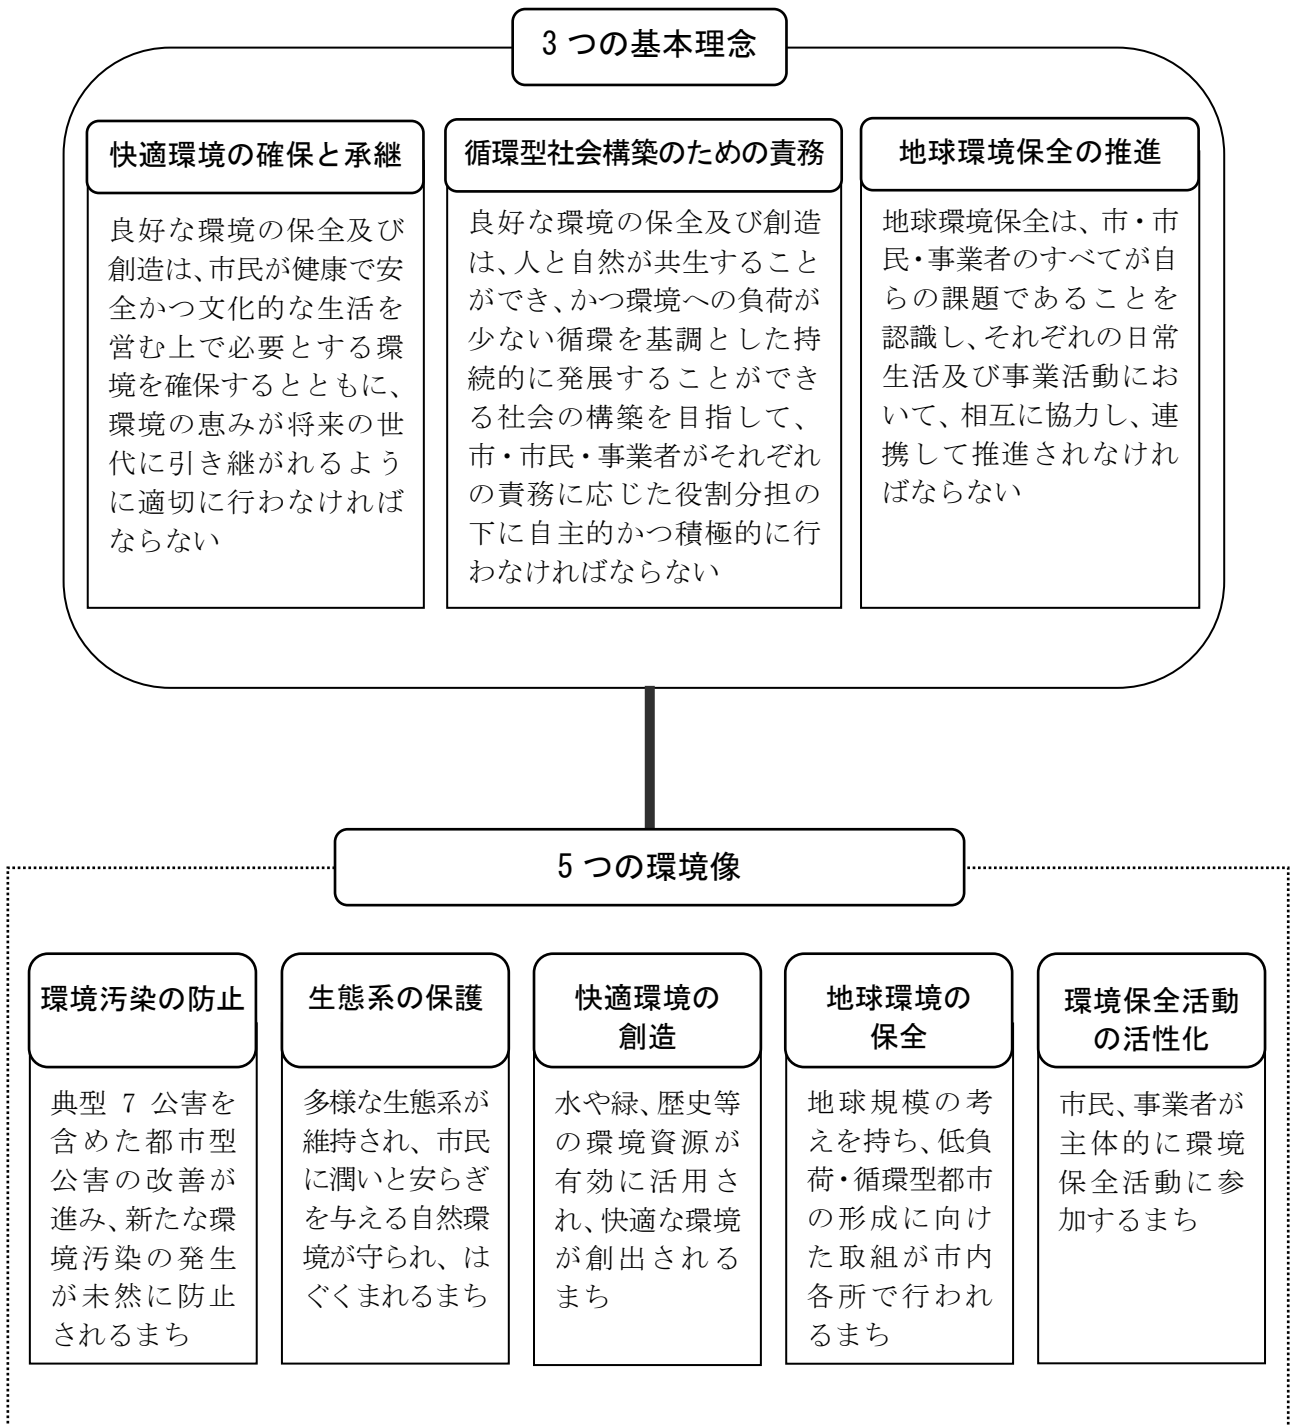 3 つの基本理念
快適環境の確保と承継
良好な環境の保全及び
創造は、市民が健康で安
全かつ文化的な生活を
営む上で必要とする環
境を確保するとともに、
環境の恵みが将来の世
代に引き継がれるよう
に適切に行わなければ
ならない
循環型社会構築のための責務
良好な環境の保全及び創造
は、人と自然が共生すること
ができ、かつ環境への負荷が
少ない循環を基調とした持
続的に発展することができ
る社会の構築を目指して、
市・市民・事業者がそれぞれ
の責務に応じた役割分担の
下に自主的かつ積極的に行
わなければならない
地球環境保全の推進
地球環境保全は、市・市
民・事業者のすべてが自
らの課題であることを
認識し、それぞれの日常
生活及び事業活動にお
いて、相互に協力し、連
携して推進されなけれ
ばならない
5 つの環境像
環境汚染の防止
典型 7 公害を
含めた都市型
公害の改善が
進み、新たな環
境汚染の発生
が未然に防止
されるまち
生態系の保護
多様な生態系が
維持され、市民
に潤いと安らぎ
を与える自然環
境が守られ、は
ぐくまれるまち
快適環境の
創造
水や緑、歴史等
の環境資源が
有効に活用さ
れ、快適な環境
が創出される
まち
地球環境の
保全
地球規模の考
えを持ち、低負
荷・循環型都市
の形成に向け
た取組が市内
各所で行われ
るまち
環境保全活動
の活性化
市民、事業者が
主体的に環境
保全活動に参
加するまち